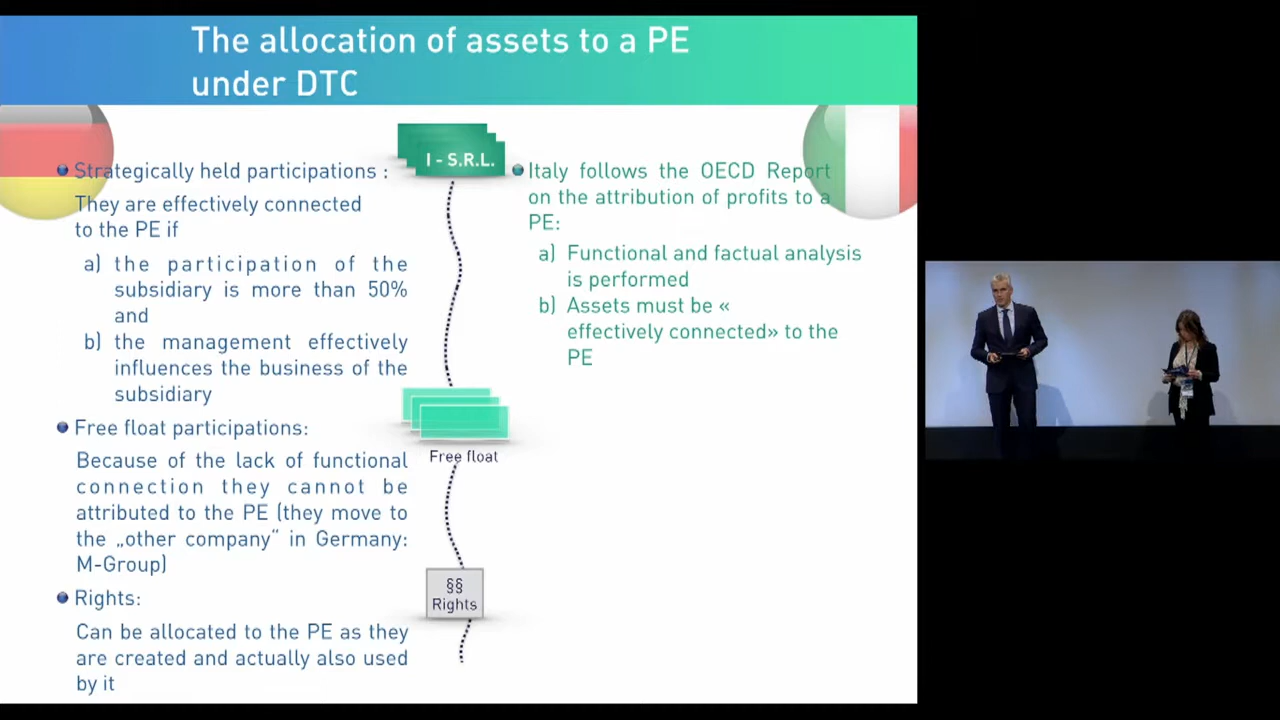 The allocation of assets to a PE
under DTC
Strategically held participations :
They are effectively connected
to the PE if
a) the participation of the
subsidiary is more than 50%
and
b) the management effectively
influences the business of the
subsidiary
Free float participations:
Because of the lack of functional
connection they cannot be
attributed to the PE (they move to
the „other company“ in Germany:
M-Group)
Rights:
Can be allocated to the PE as they
are created and actually also used
by it
I - S.R.L.
Free float
§§
Rights
Italy follows the OECD Report
on the attribution of profits to a
PE:
a) Functional and factual analysis
is performed
b) Assets must be «
effectively connected» to the
PE